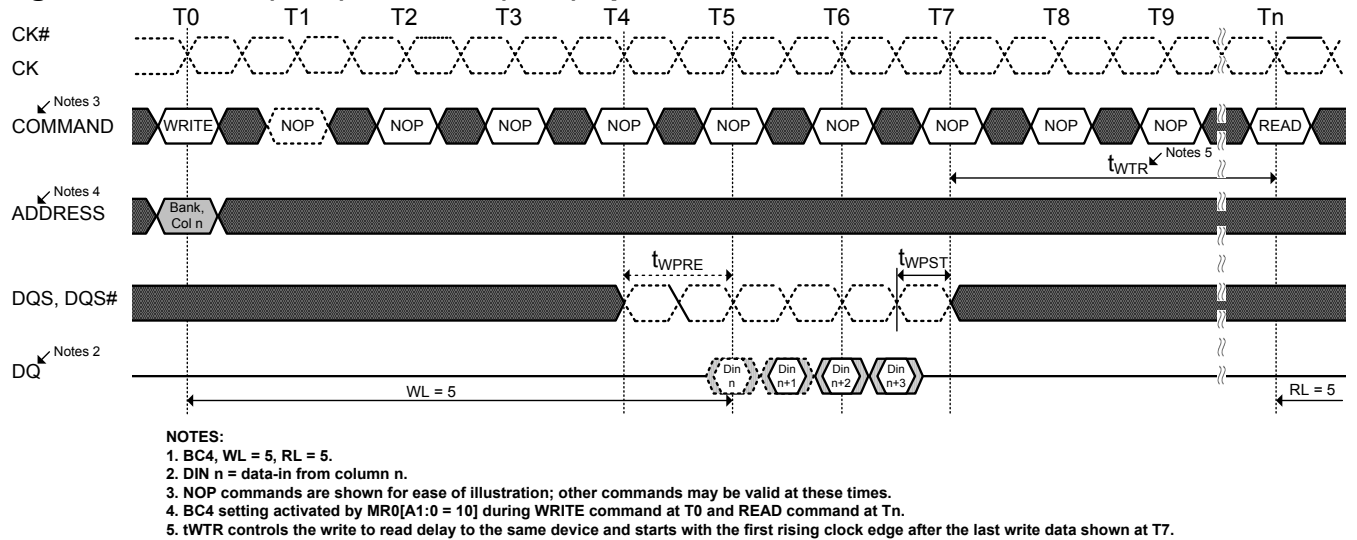 T0 T1 T2 T3 T4 T5 T6 T7 T8 T9 Tn
CK#
CK
Notes 3
COMMAND WRITE NOP NOP NOP NOP NOP NOP NOP NOP NOP READ
tWTR Notes 5
Notes 4
ADDRESS
Bank,
Col n
tWPRE tWPST
DQS, DQS#
Notes 2
DQ
Din n Din n+1 Din n+2 Din n+3
WL = 5 RL = 5
NOTES:
1. BC4, WL = 5, RL = 5.
2. DIN n = data-in from column n.
3. NOP commands are shown for ease of illustration; other commands may be valid at these times.
4. BC4 setting activated by MR0[A1:0 = 10] during WRITE command at T0 and READ command at Tn.
5. tWTR controls the write to read delay to the same device and starts with the first rising clock edge after the last write data shown at T7.